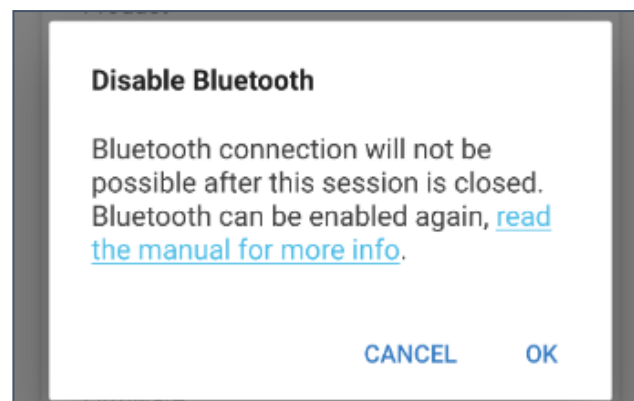 Disable Bluetooth
Bluetooth connection will not be
possible after this session is closed.
Bluetooth can be enabled again, read
the manual for more info.
CANCEL
OK